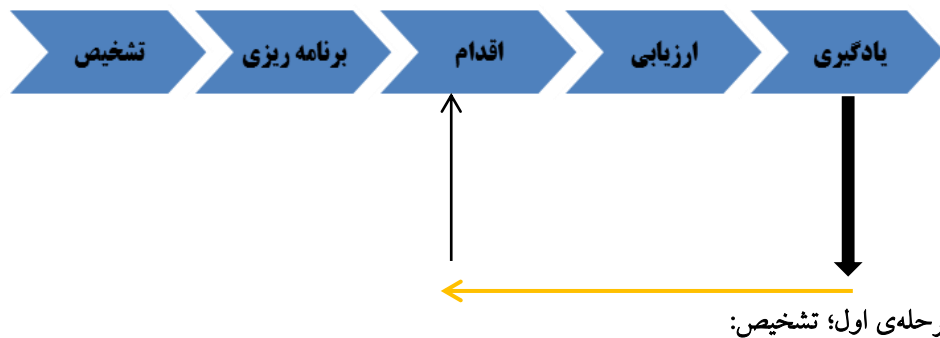 تشخیص
برنامه ریزی
اقدام
ارزیابی
یادگیری
رحله‌ی اول؛ تشخیص: